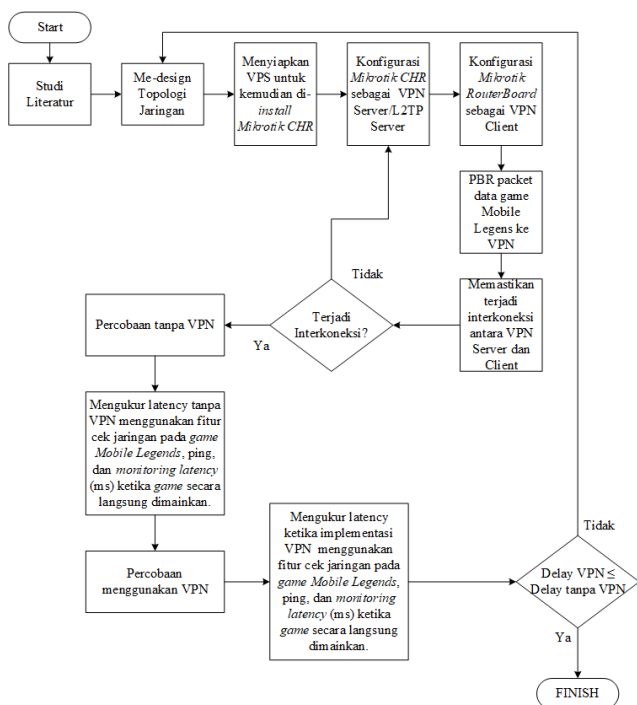 Start
Studi
Literatur
Me-design
Topologi
Jaringan
Menyiapkan
VPS untuk
kemudian di-
install
Mikrotik CHR
Konfigurasi
Mikrotik CHR
sebagai VPN
Server/L2TP
Server
Konfigurasi
Mikrotik
RouterBoard
sebagai VPN
Client
PBR packet
data game
Mobile
Legens ke
VPN
Memastikan
terjadi
interkoneksi
antara VPN
Server dan
Client
Tidak
Terjadi
Interkoneksi?
Ya
Percobaan tanpa VPN
Mengukur latency tanpa
VPN menggunakan fitur
cek jaringan pada game
Mobile Legends, ping,
dan monitoring latency
(ms) ketika game secara
langsung dimainkan.
Percobaan
menggunakan VPN
Mengukur latency
ketika implementasi
VPN menggunakan
fitur cek jaringan pada
game Mobile Legends,
ping, dan monitoring
latency (ms) ketika
game secara langsung
dimainkan.
Tidak
Delay VPN ≤
Delay tanpa VPN
Ya
FINISH